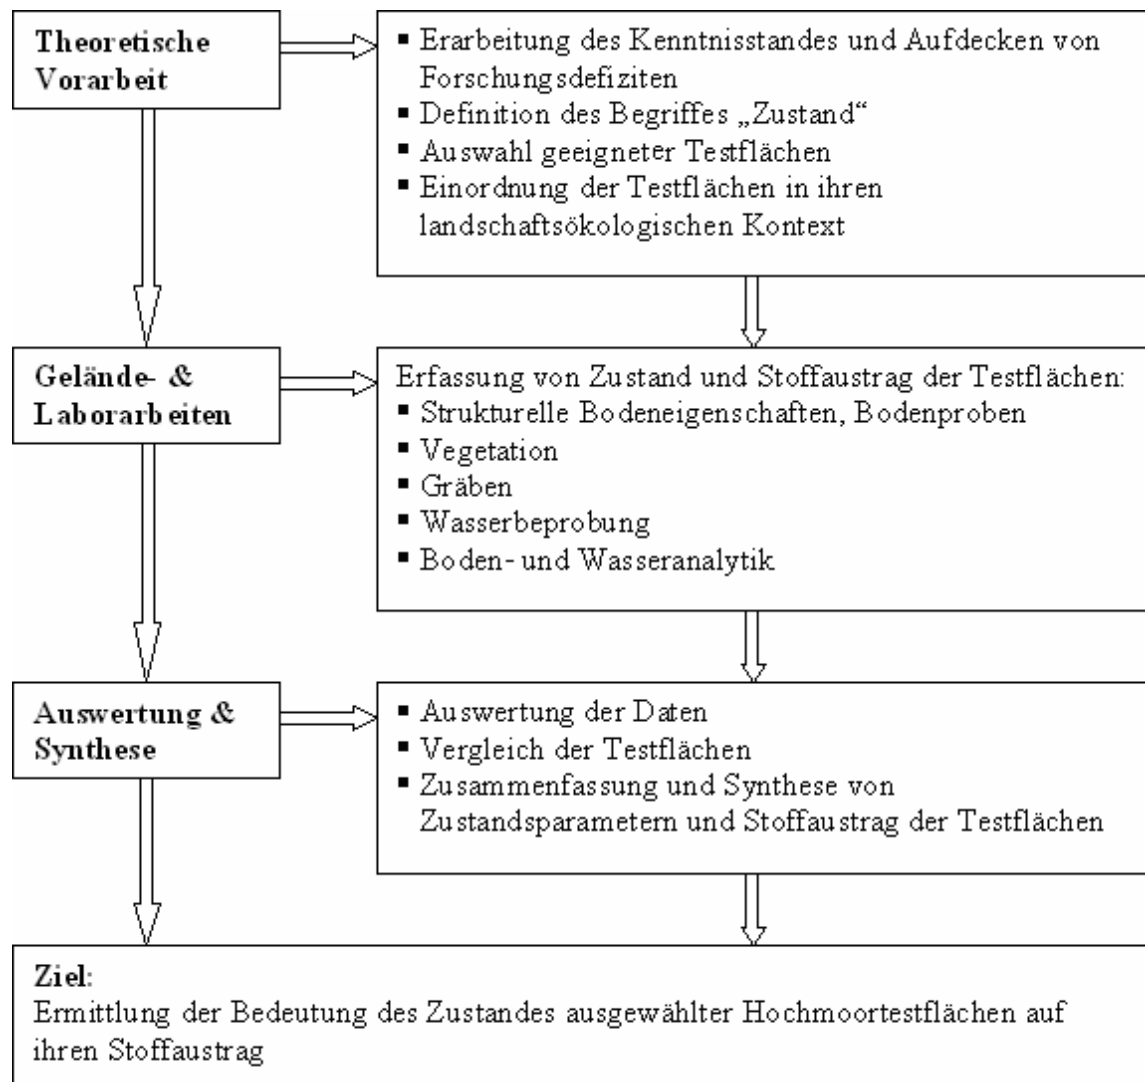 Theoretische
Vorarbeit
▪ Erarbeitung des Kenntnisstandes und Aufdecken von
Forschungsdefiziten
▪ Definition des Begriffes „Zustand“
▪ Auswahl geeigneter Testflächen
▪ Einordnung der Testflächen in ihren
landschaftsökologischen Kontext
Gelände- &
Laborarbeiten
Erfassung von Zustand und Stoffaustrag der Testflächen:
▪ Strukturelle Bodeneigenschaften, Bodenproben
▪ Vegetation
▪ Gräben
▪ Wasserbeprobung
▪ Boden- und Wasseranalytik
Auswertung &
Synthese
▪ Auswertung der Daten
▪ Vergleich der Testflächen
▪ Zusammenfassung und Synthese von
Zustandsparametern und Stoffaustrag der Testflächen
Ziel:
Ermittlung der Bedeutung des Zustandes ausgewählter Hochmoortestflächen auf
ihren Stoffaustrag